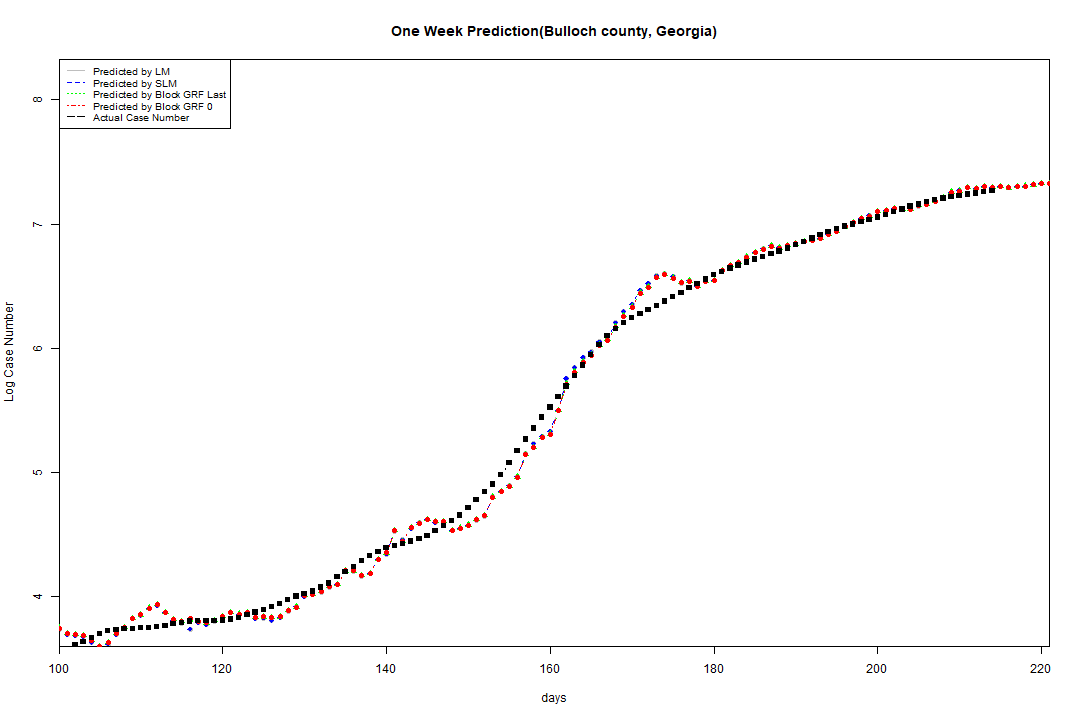 One Week Prediction(Bulloch county, Georgia)
Predicted by LM
Predicted by SLM
Predicted by Block GRF Last
Predicted by Block GRF 0
Actual Case Number
8
7
6
5
4
Log Case Number
100 120 140 160 180 200 220
days